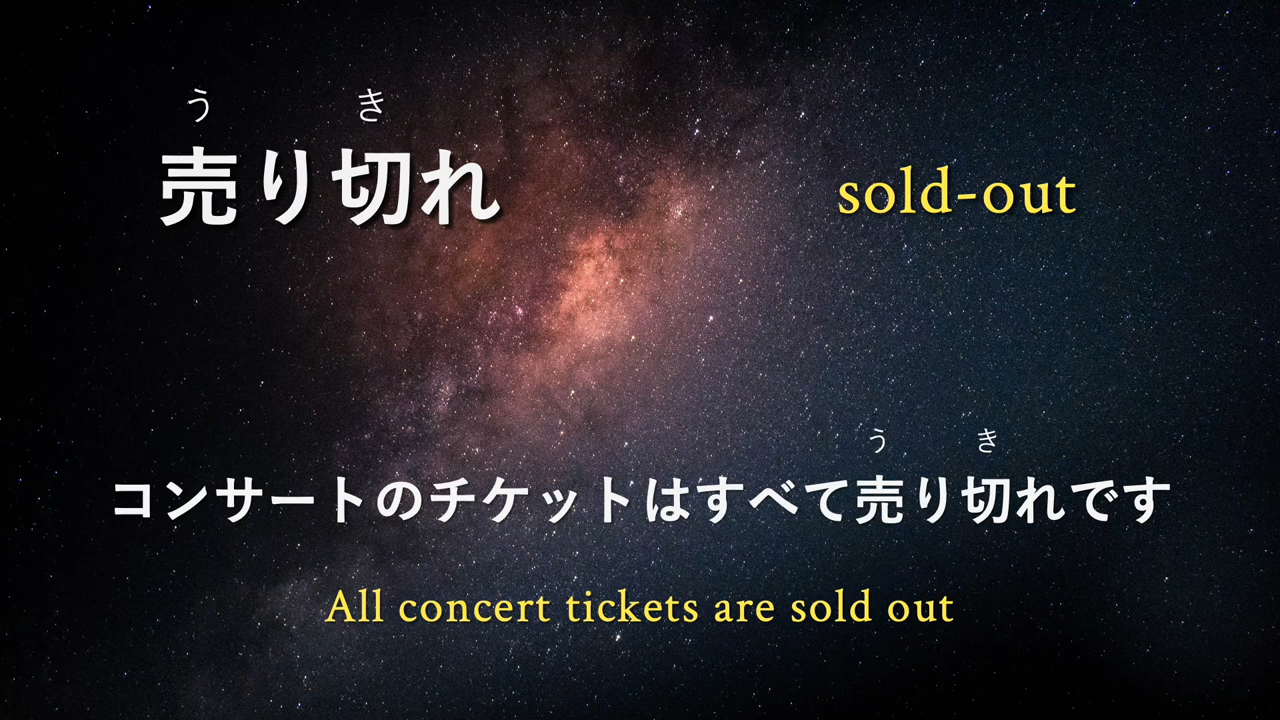 う き
売り切れ
sold-out
う き
コンサートのチケットはすべて売り切れです
All concert tickets are sold out